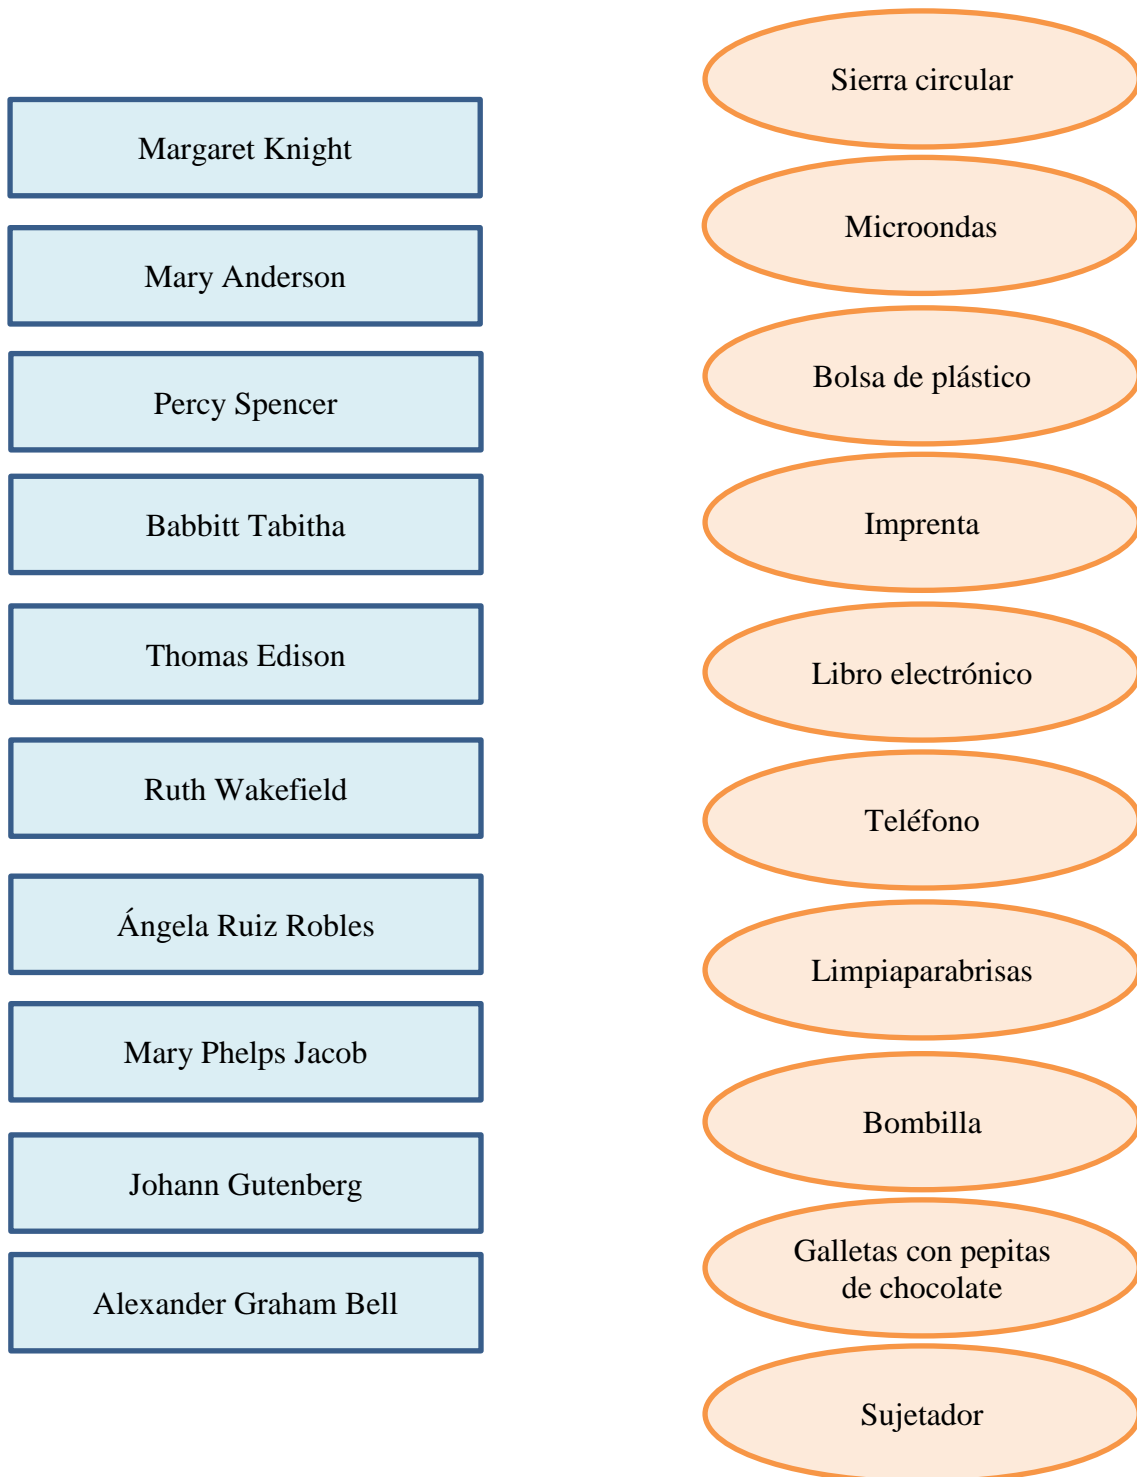 Margaret Knight
Mary Anderson
Percy Spencer
Babbitt Tabitha
Thomas Edison
Ruth Wakefield
Ángela Ruiz Robles
Mary Phelps Jacob
Johann Gutenberg
Alexander Graham Bell
Sierra circular
Microondas
Bolsa de plástico
Imprenta
Libro electrónico
Teléfono
Limpiaparabrisas
Bombilla
Galletas con pepitas
de chocolate
Sujetador